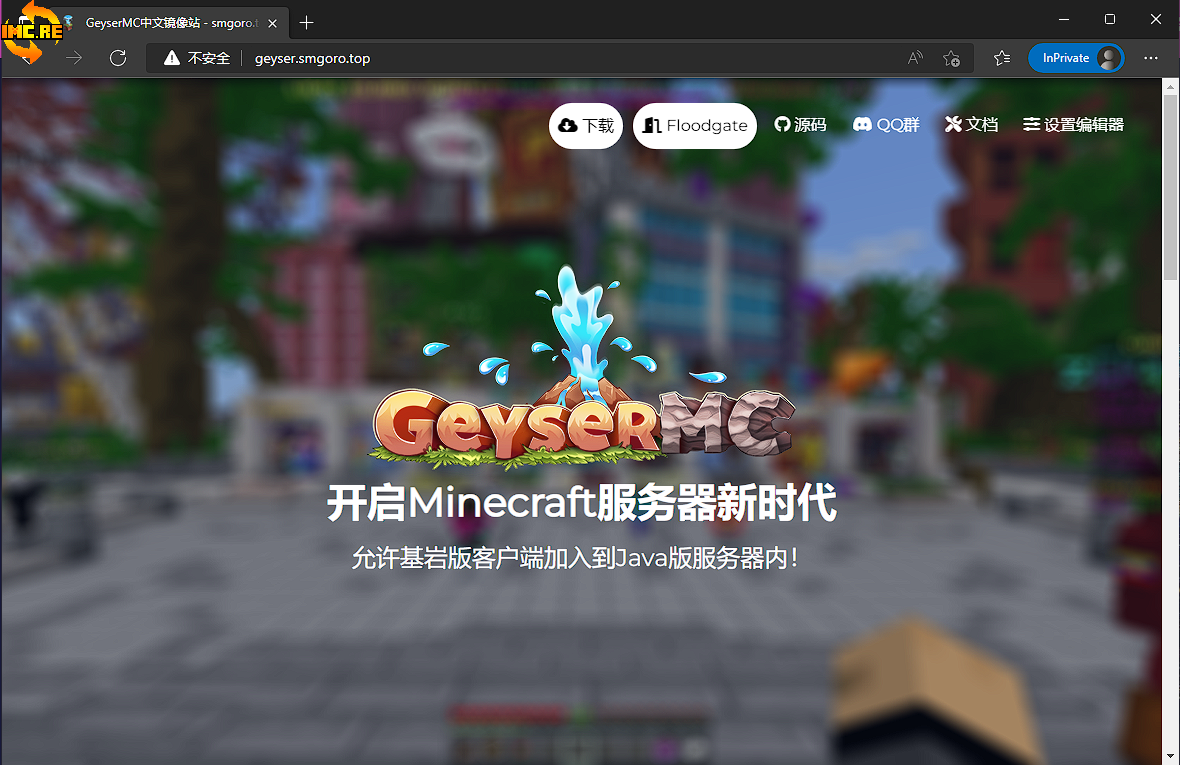 GeyserMC中文镜像站 - smgoro.t
IMC.RE
不安全
geyser.smgoro.top
InPrivate
下载
Floodgate
源码
QQ群
文档
设置编辑器
GeyserMC
开启Minecraft服务器新时代
允许基岩版客户端加入到Java版服务器内！